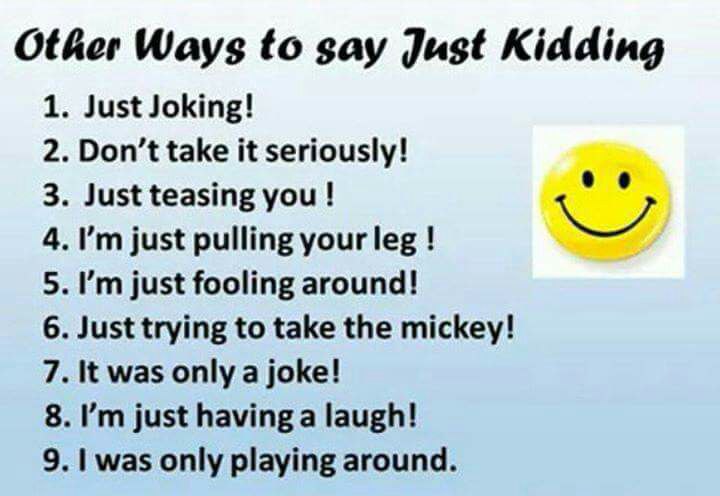 Other Ways to say Just Kidding
1. Just Joking!
2. Don't take it seriously!
3. Just teasing you !
4. I'm just pulling your leg !
5. I'm just fooling around!
6. Just trying to take the mickey!
7. It was only a joke!
8. I'm just having a laugh!
9. I was only playing around.